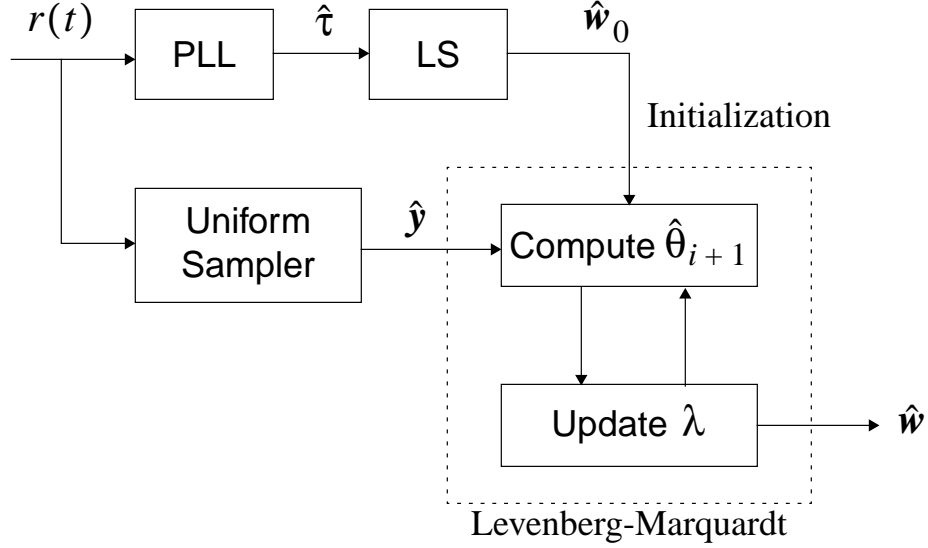 r(t)
PLL
τ̂
LS
ŵ₀
Initialization
Uniform
Sampler
ŷ
Compute θ̂ᵢ₊₁
Update λ
ŵ
Levenberg-Marquardt